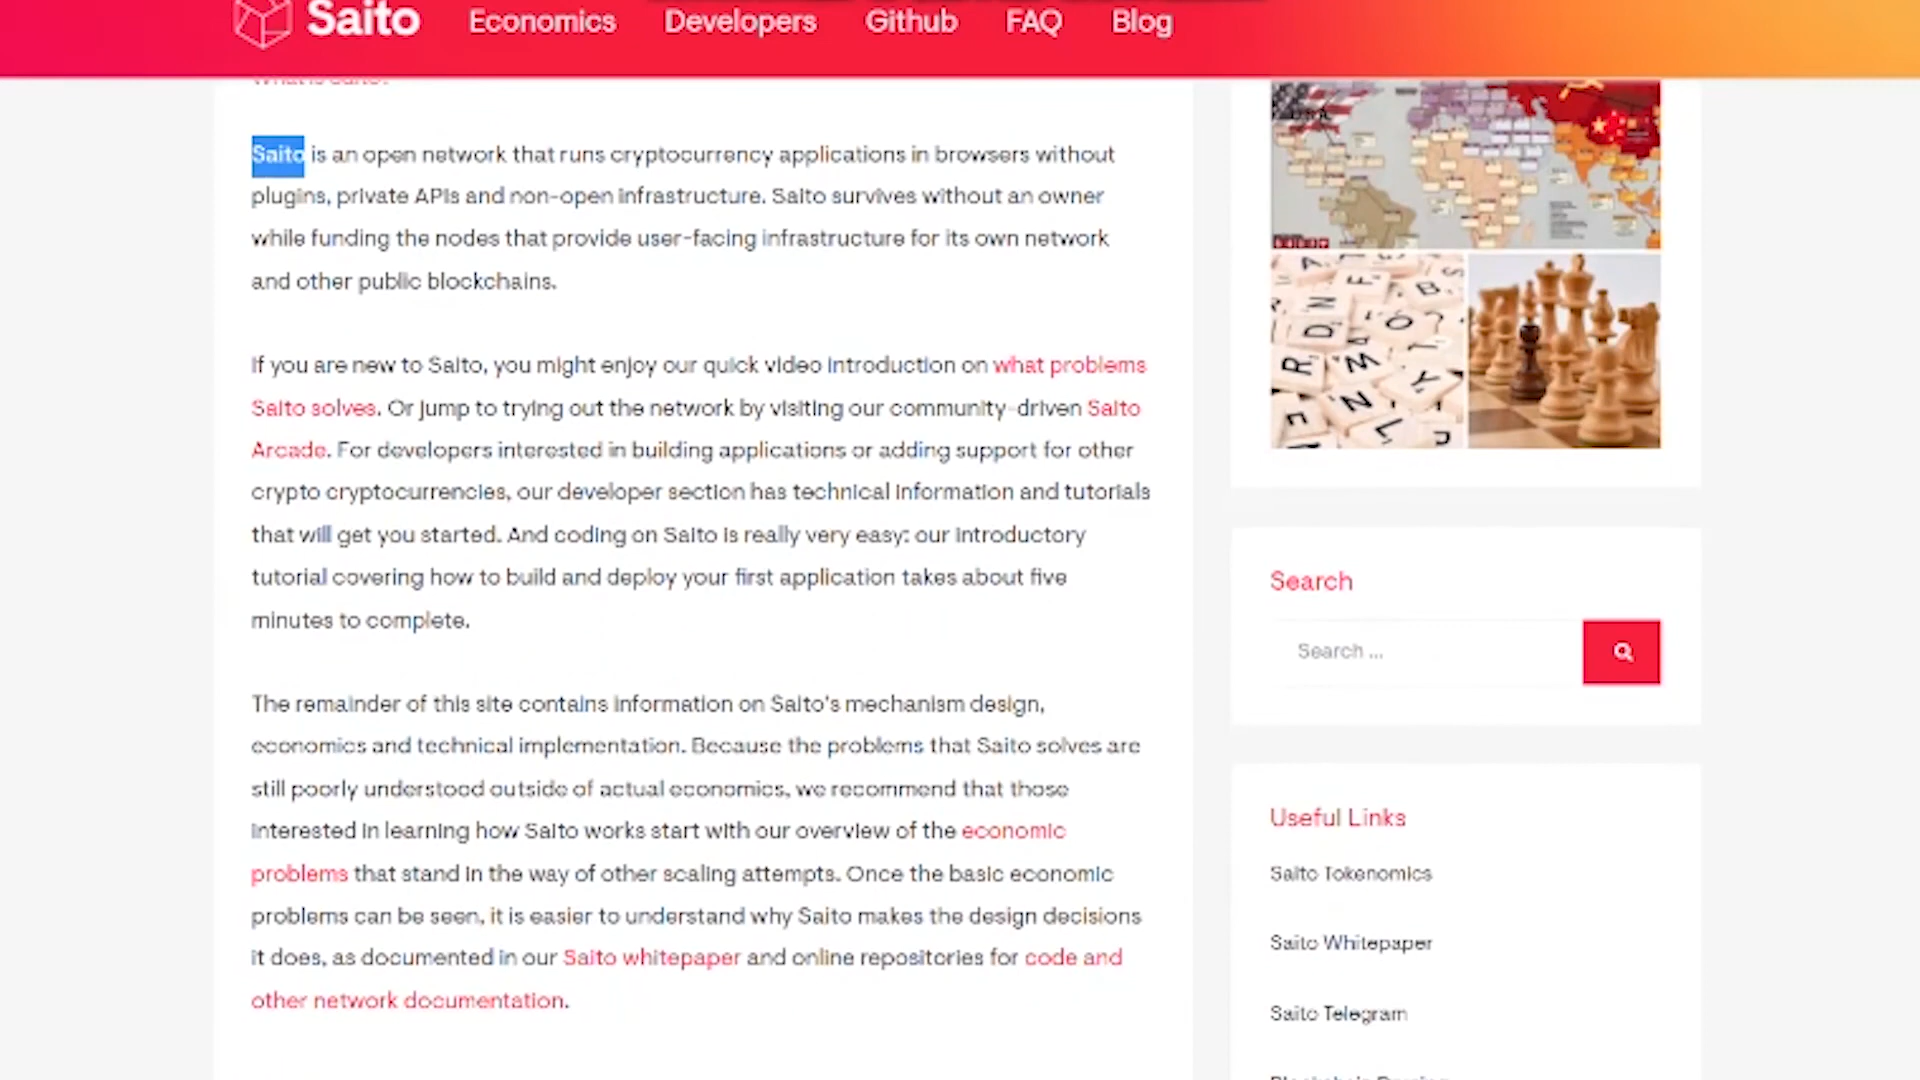 Saito
Economics
Developers
Github
FAQ
Blog
What is Saito?
Saito is an open network that runs cryptocurrency applications in browsers without
plugins, private APIs and non-open infrastructure. Saito survives without an owner
while funding the nodes that provide user-facing infrastructure for its own network
and other public blockchains.
If you are new to Saito, you might enjoy our quick video introduction on what problems
Saito solves. Or jump to trying out the network by visiting our community-driven Saito
Arcade. For developers interested in building applications or adding support for other
crypto cryptocurrencies, our developer section has technical information and tutorials
that will get you started. And coding on Saito is really very easy: our introductory
tutorial covering how to build and deploy your first application takes about five
minutes to complete.
The remainder of this site contains information on Saito's mechanism design,
economics and technical implementation. Because the problems that Saito solves are
still poorly understood outside of actual economics, we recommend that those
interested in learning how Saito works start with our overview of the economic
problems that stand in the way of other scaling attempts. Once the basic economic
problems can be seen, it is easier to understand why Saito makes the design decisions
it does, as documented in our Saito whitepaper and online repositories for code and
other network documentation.
Search
Search ...
Useful Links
Saito Tokenomics
Saito Whitepaper
Saito Telegram